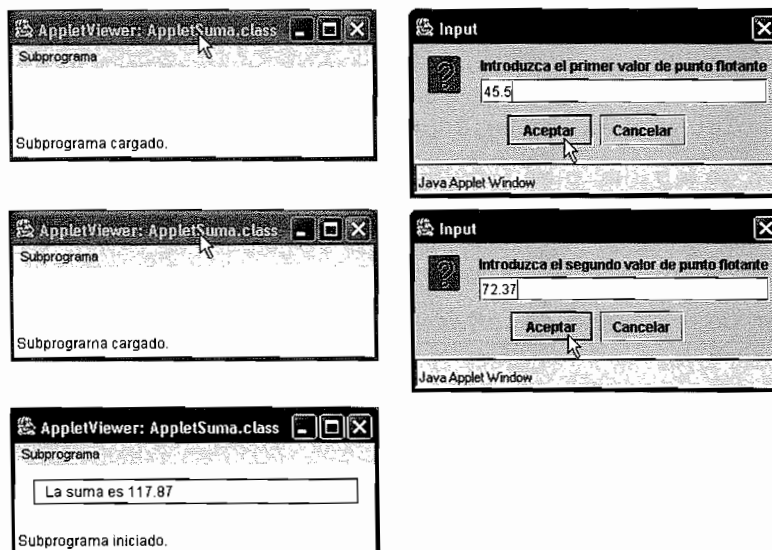 AppletViewer: AppletSuma.class
Subprograma
Subprograma cargado.
Input
Introduzca el primer valor de punto flotante
45.5
Aceptar Cancelar
Java Applet Window
AppletViewer: AppletSuma.class
Subprograma
Subprograma cargado.
Input
Introduzca el segundo valor de punto flotante
72.37
Aceptar Cancelar
Java Applet Window
AppletViewer: AppletSuma.class
Subprograma
La suma es 117.87
Subprograma iniciado.